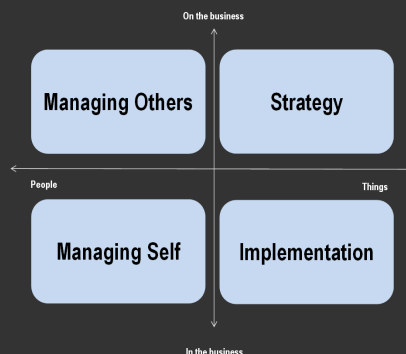 On the business
Managing Others
Strategy
People
Things
Managing Self
Implementation
In the business